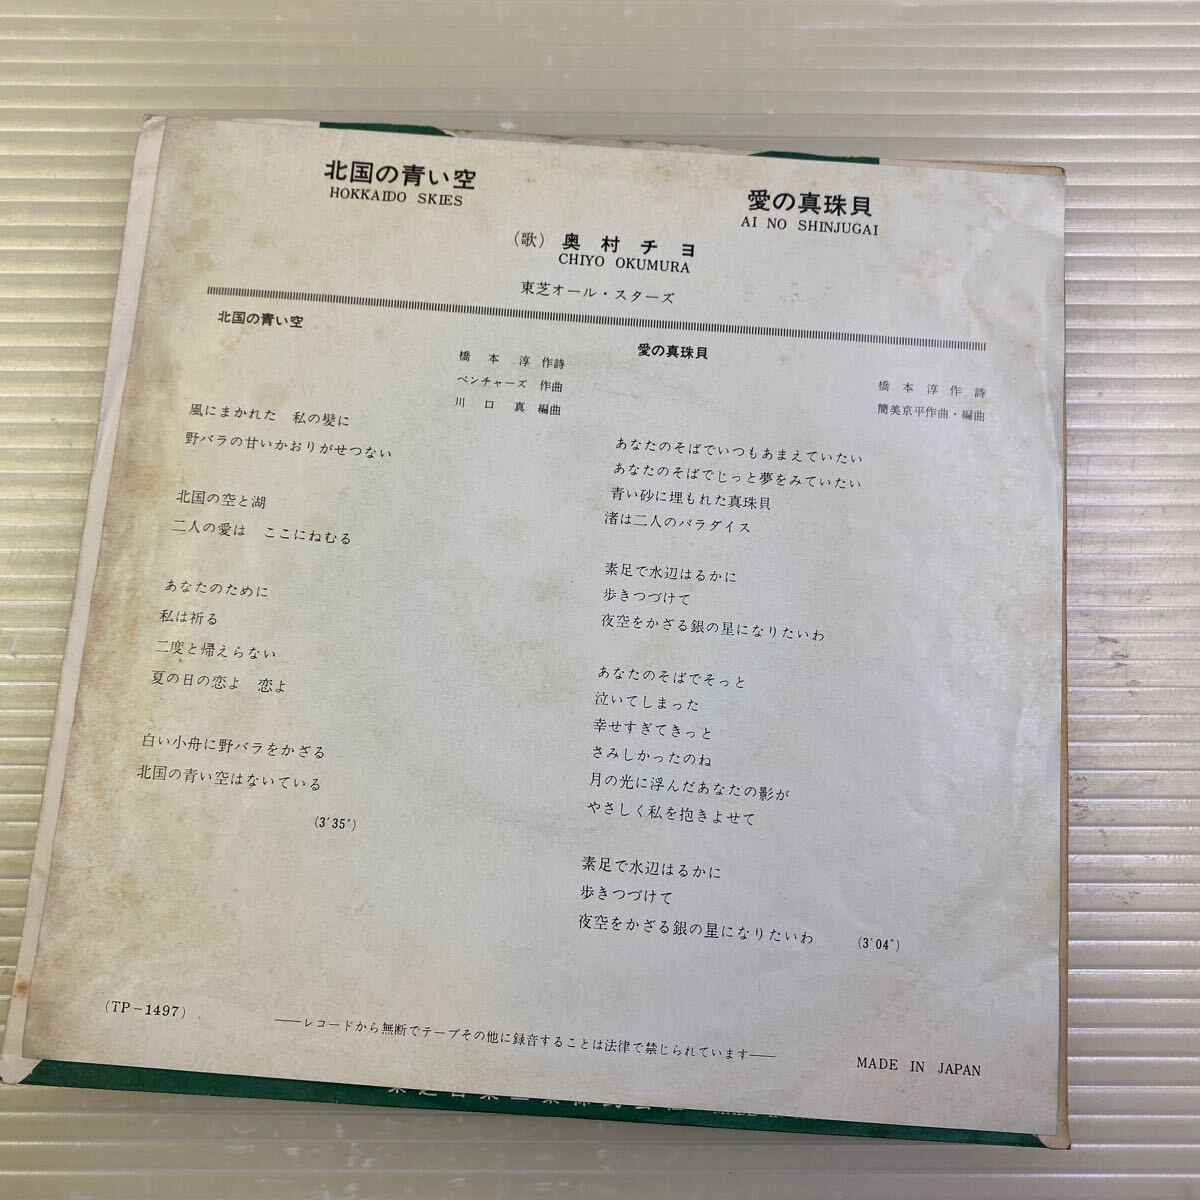 北国の青い空
HOKKAIDO SKIES
愛の真珠貝
AI NO SHINJUGAI
(歌) 奥村チヨ
CHIYO OKUMURA
東芝オール・スターズ
北国の青い空
橋本淳 作詩
ベンチャーズ 作曲
川口真 編曲
風にまかれた 私の髪に
野バラの甘いかおりがせつない
北国の空と湖
二人の愛は ここにねむる
あなたのために
私は祈る
二度と帰えらない
夏の日の恋よ 恋よ
白い小舟に野バラをかざる
北国の青い空はないている
(3'35")
愛の真珠貝
橋本淳作詩
簡美京平作曲・編曲
あなたのそばでいつもあまえていたい
あなたのそばでじっと夢をみていたい
青い砂に埋もれた真珠貝
渚は二人のパラダイス
素足で水辺はるかに
歩きつづけて
夜空をかざる銀の星になりたいわ
あなたのそばでそっと
泣いてしまった
幸せすぎてきっと
さみしかったのね
月の光に浮んだあなたの影が
やさしく私を抱きよせて
素足で水辺はるかに
歩きつづけて
夜空をかざる銀の星になりたいわ (3'04")
(TP-1497)
——レコードから無断でテープその他に録音することは法律で禁じられています——
MADE IN JAPAN